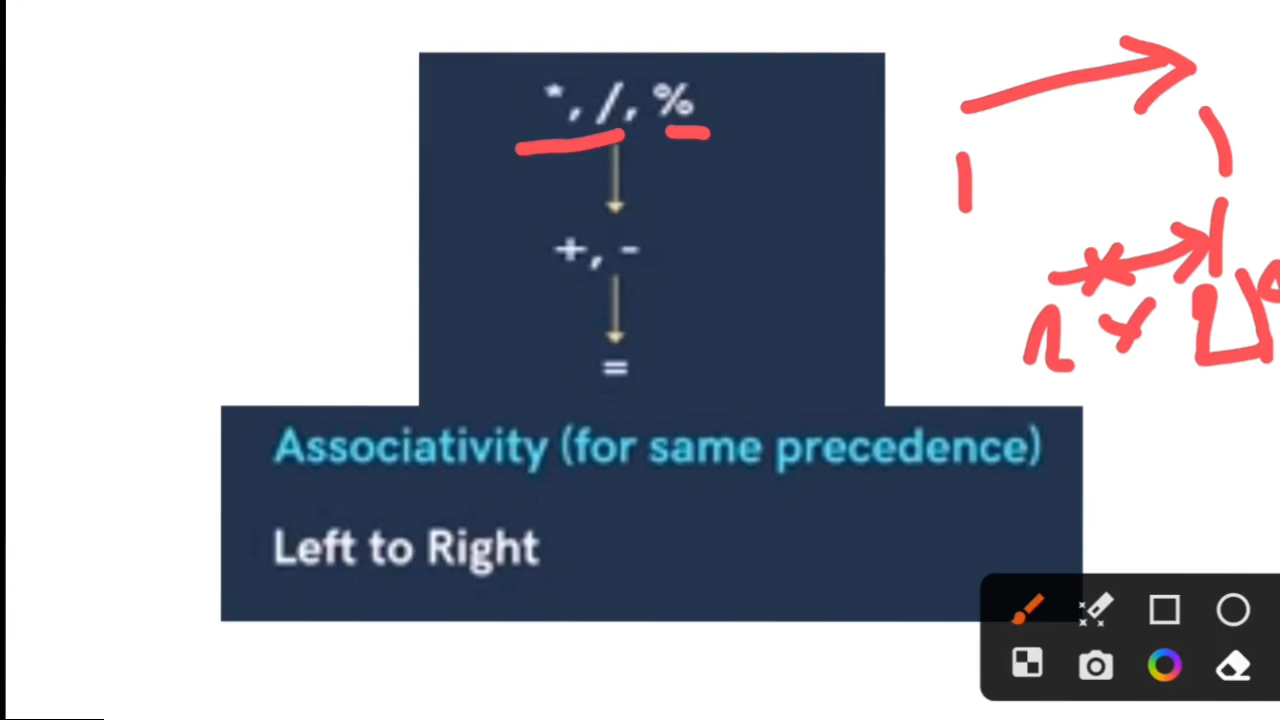 *, /, %
+, -
=
Associativity (for same precedence)
Left to Right